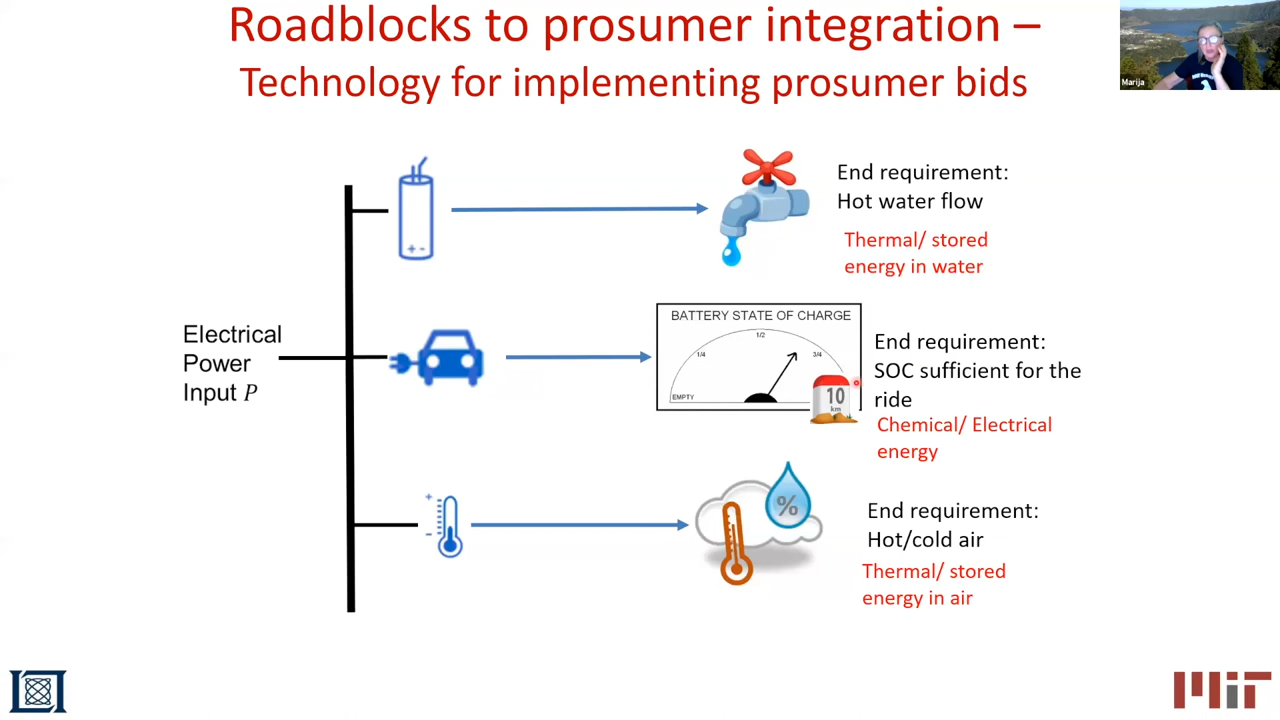 Roadblocks to prosumer integration –
Technology for implementing prosumer bids
Marija
End requirement:
Hot water flow
Thermal/ stored
energy in water
Electrical
Power
Input P
BATTERY STATE OF CHARGE
1/4
1/2
3/4
EMPTY
10
km
End requirement:
SOC sufficient for the
ride
Chemical/ Electrical
energy
%
End requirement:
Hot/cold air
Thermal/ stored
energy in air
MIT